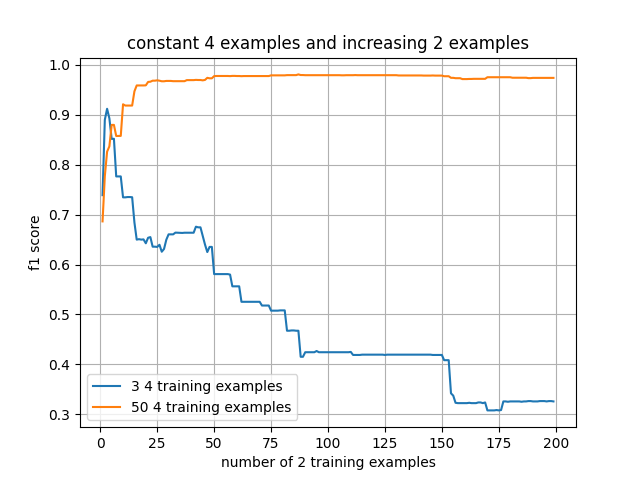 constant 4 examples and increasing 2 examples
1.0
0.9
0.8
0.7
0.6
0.5
0.4
0.3
f1 score
3 4 training examples
50 4 training examples
0 25 50 75 100 125 150 175 200
number of 2 training examples